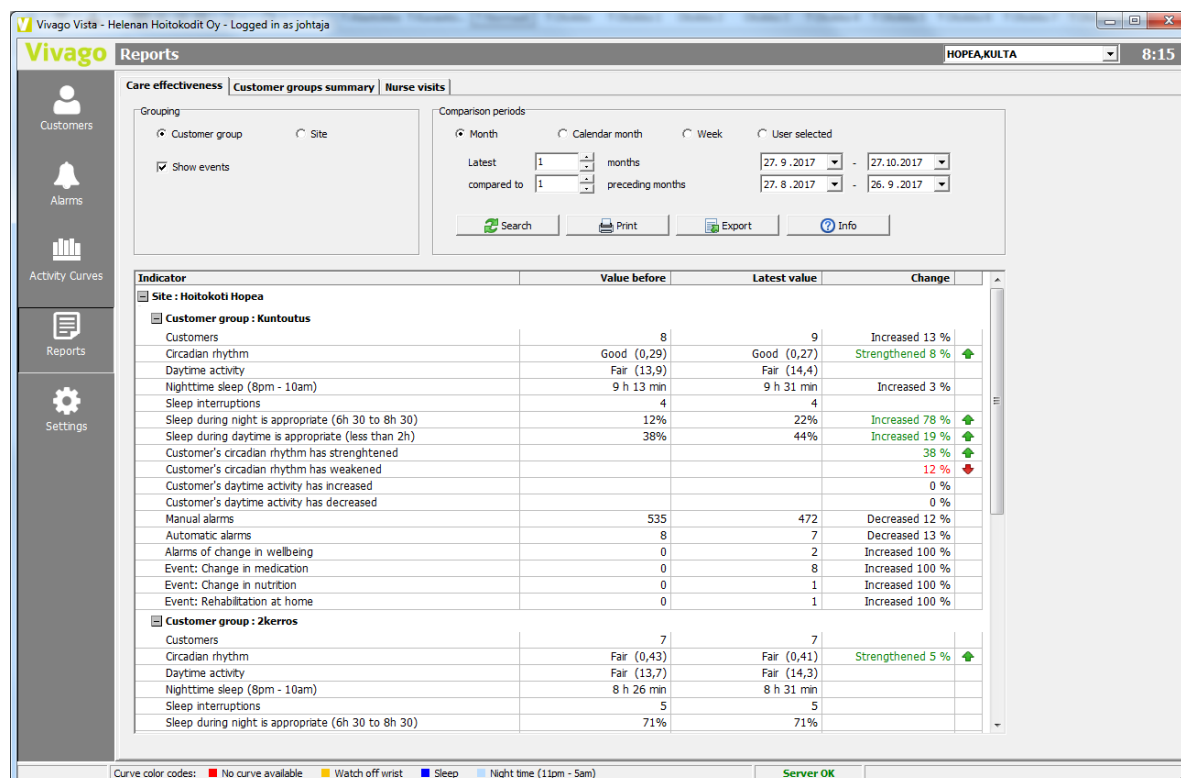 Vivago Vista - Helenan Hoitokodit Oy - Logged in as johtaja
Vivago Reports HOPEA,KULTA 8:15
Customers
Alarms
Activity Curves
Reports
Settings
Care effectiveness Customer groups summary Nurse visits
Grouping
Customer group Site
Show events
Comparison periods
Month Calendar month Week User selected
Latest 1 months 27. 9 .2017 - 27.10.2017
compared to 1 preceding months 27. 8 .2017 - 26. 9 .2017
Search Print Export Info
Indicator Value before Latest value Change
Site : Hoitokoti Hopea
Customer group : Kuntoutus
Customers 8 9 Increased 13 %
Circadian rhythm Good (0,29) Good (0,27) Strengthened 8 %
Daytime activity Fair (13,9) Fair (14,4)
Nighttime sleep (8pm - 10am) 9 h 13 min 9 h 31 min Increased 3 %
Sleep interruptions 4 4
Sleep during night is appropriate (6h 30 to 8h 30) 12% 22% Increased 78 %
Sleep during daytime is appropriate (less than 2h) 38% 44% Increased 19 %
Customer's circadian rhythm has strenghtened 38 %
Customer's circadian rhythm has weakened 12 %
Customer's daytime activity has increased 0 %
Customer's daytime activity has decreased 0 %
Manual alarms 535 472 Decreased 12 %
Automatic alarms 8 7 Decreased 13 %
Alarms of change in wellbeing 0 2 Increased 100 %
Event: Change in medication 0 8 Increased 100 %
Event: Change in nutrition 0 1 Increased 100 %
Event: Rehabilitation at home 0 1 Increased 100 %
Customer group : 2kerros
Customers 7 7
Circadian rhythm Fair (0,43) Fair (0,41) Strengthened 5 %
Daytime activity Fair (13,7) Fair (14,3)
Nighttime sleep (8pm - 10am) 8 h 26 min 8 h 31 min
Sleep interruptions 5 5
Sleep during night is appropriate (6h 30 to 8h 30) 71% 71%
Curve color codes: No curve available Watch off wrist Sleep Night time (11pm - 5am) Server OK